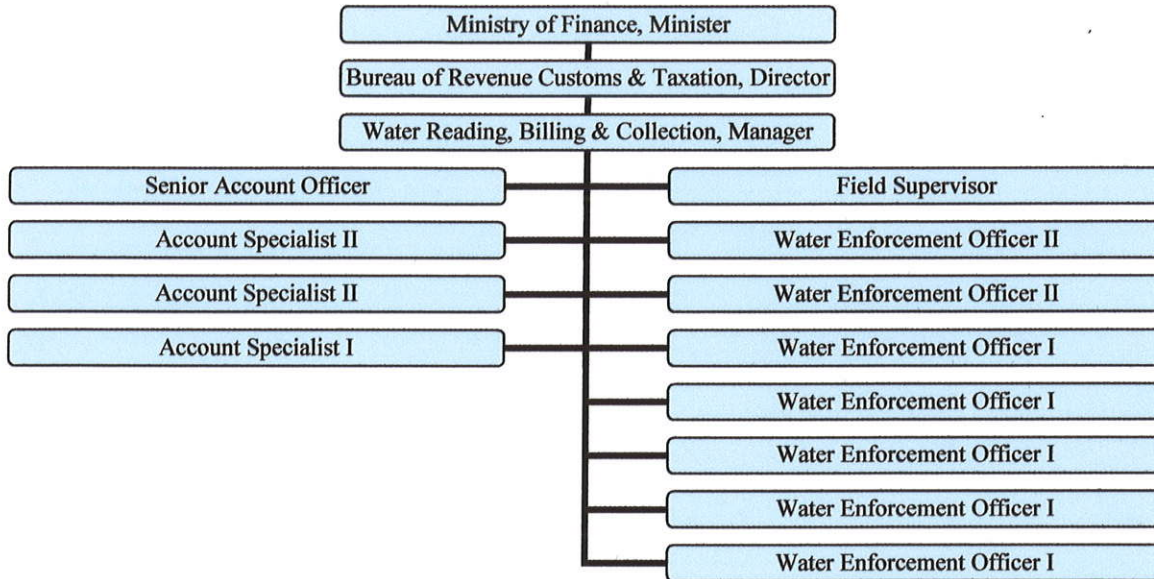 Ministry of Finance, Minister
Bureau of Revenue Customs & Taxation, Director
Water Reading, Billing & Collection, Manager
Senior Account Officer
Field Supervisor
Account Specialist II
Water Enforcement Officer II
Account Specialist II
Water Enforcement Officer II
Account Specialist I
Water Enforcement Officer I
Water Enforcement Officer I
Water Enforcement Officer I
Water Enforcement Officer I
Water Enforcement Officer I